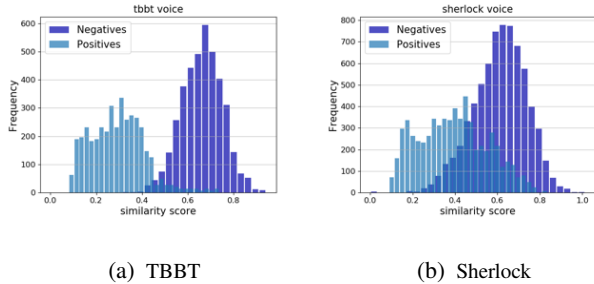 tbbt voice
Negatives
Positives
Frequency
600
500
400
300
200
100
0
0.0 0.2 0.4 0.6 0.8
similarity score
(a) TBBT
sherlock voice
Negatives
Positives
Frequency
800
700
600
500
400
300
200
100
0
0.0 0.2 0.4 0.6 0.8 1.0
similarity score
(b) Sherlock